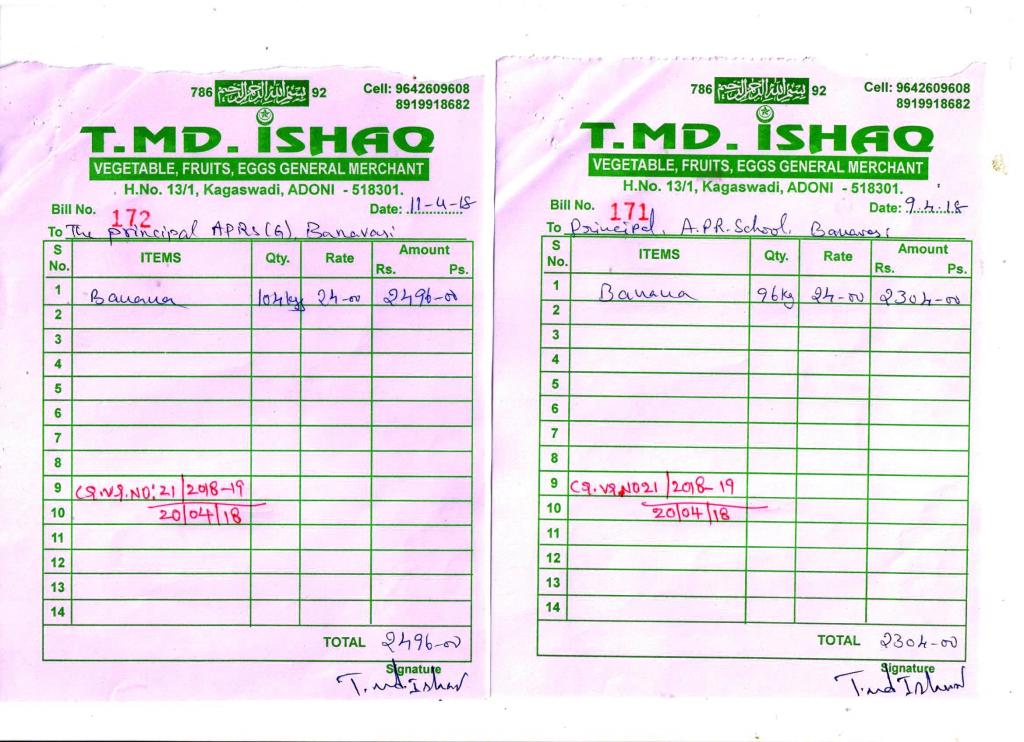 786 بسم الله الرحمن الرحيم 92
Cell: 9642609608
8919918682
T.MD. ISHAQ
VEGETABLE, FRUITS, EGGS GENERAL MERCHANT
H.No. 13/1, Kagaswadi, ADONI - 518301.
Bill No. 172
Date: 11-4-18
To The principal APRS(G), Banavasi
S No. ITEMS Qty. Rate Amount
Rs. Ps.
1 Banana 104kgs 24-00 2496-00
2
3
4
5
6
7
8
9 CQ.VQ.NO:21/2018-19
10 20/04/18
11
12
13
14
TOTAL 2496-00
Signature
T.md.Ishaq
786 بسم الله الرحمن الرحيم 92
Cell: 9642609608
8919918682
T.MD. ISHAQ
VEGETABLE, FRUITS, EGGS GENERAL MERCHANT
H.No. 13/1, Kagaswadi, ADONI - 518301.
Bill No. 171
Date: 9.4.18
To Principal, A.P.R. School, Banavasi
S No. ITEMS Qty. Rate Amount
Rs. Ps.
1 Banana 96kg 24-00 2304-00
2
3
4
5
6
7
8
9 CQ.VQ.NO21/2018-19
10 20/04/18
11
12
13
14
TOTAL 2304-00
Signature
T.md Ishaq